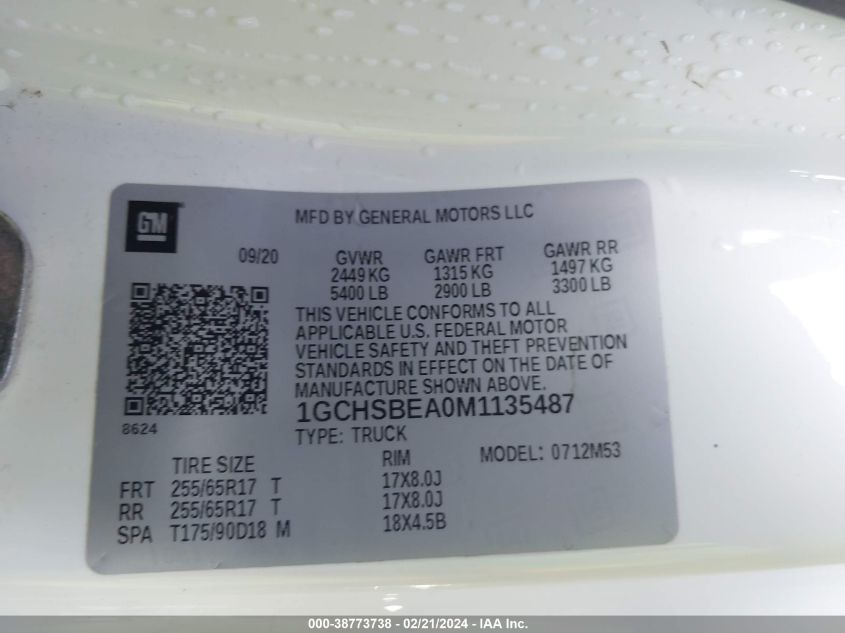 GM
MFD BY GENERAL MOTORS LLC
09/20 GVWR GAWR FRT GAWR RR
2449 KG 1315 KG 1497 KG
5400 LB 2900 LB 3300 LB
THIS VEHICLE CONFORMS TO ALL
APPLICABLE U.S. FEDERAL MOTOR
VEHICLE SAFETY AND THEFT PREVENTION
STANDARDS IN EFFECT ON THE DATE OF
MANUFACTURE SHOWN ABOVE.
8624
1GCHSBEA0M1135487
TYPE: TRUCK
TIRE SIZE RIM MODEL: 0712M53
FRT 255/65R17 T 17X8.0J
RR 255/65R17 T 17X8.0J
SPA T175/90D18 M 18X4.5B
000-38773738 - 02/21/2024 - IAA Inc.